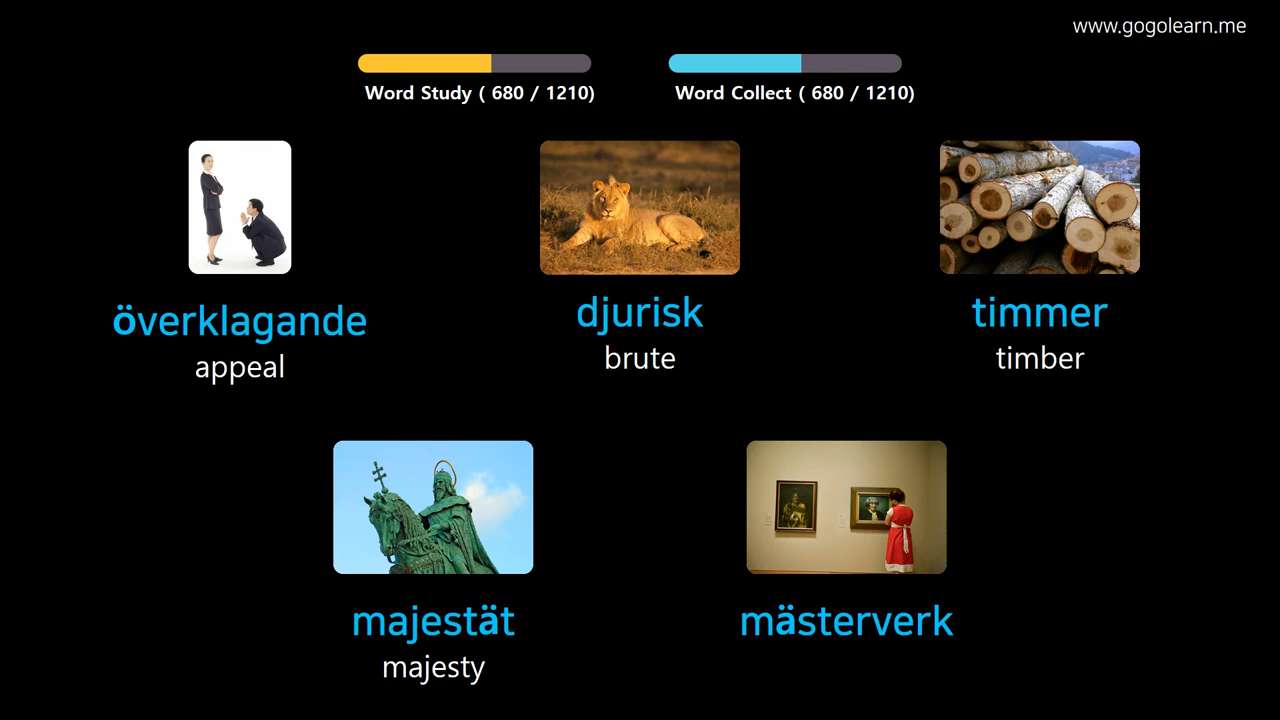 www.gogolearn.me
Word Study ( 680 / 1210)
Word Collect ( 680 / 1210)
överklagande
appeal
djurisk
brute
timmer
timber
majestät
majesty
mästerverk